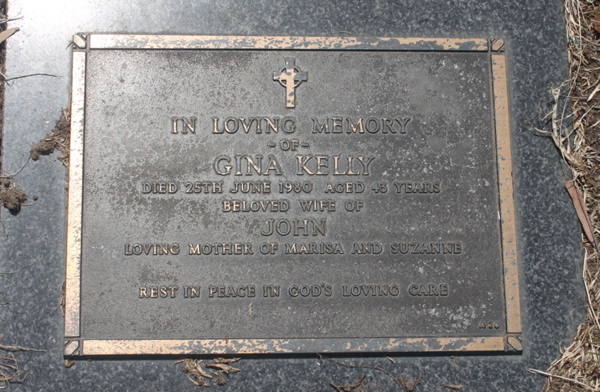 IN LOVING MEMORY
-OF-
GINA KELLY
DIED 25TH JUNE 1980 AGED 45 YEARS
BELOVED WIFE OF
JOHN
LOVING MOTHER OF MARISA AND SUZANNE
REST IN PEACE IN GOD'S LOVING CARE